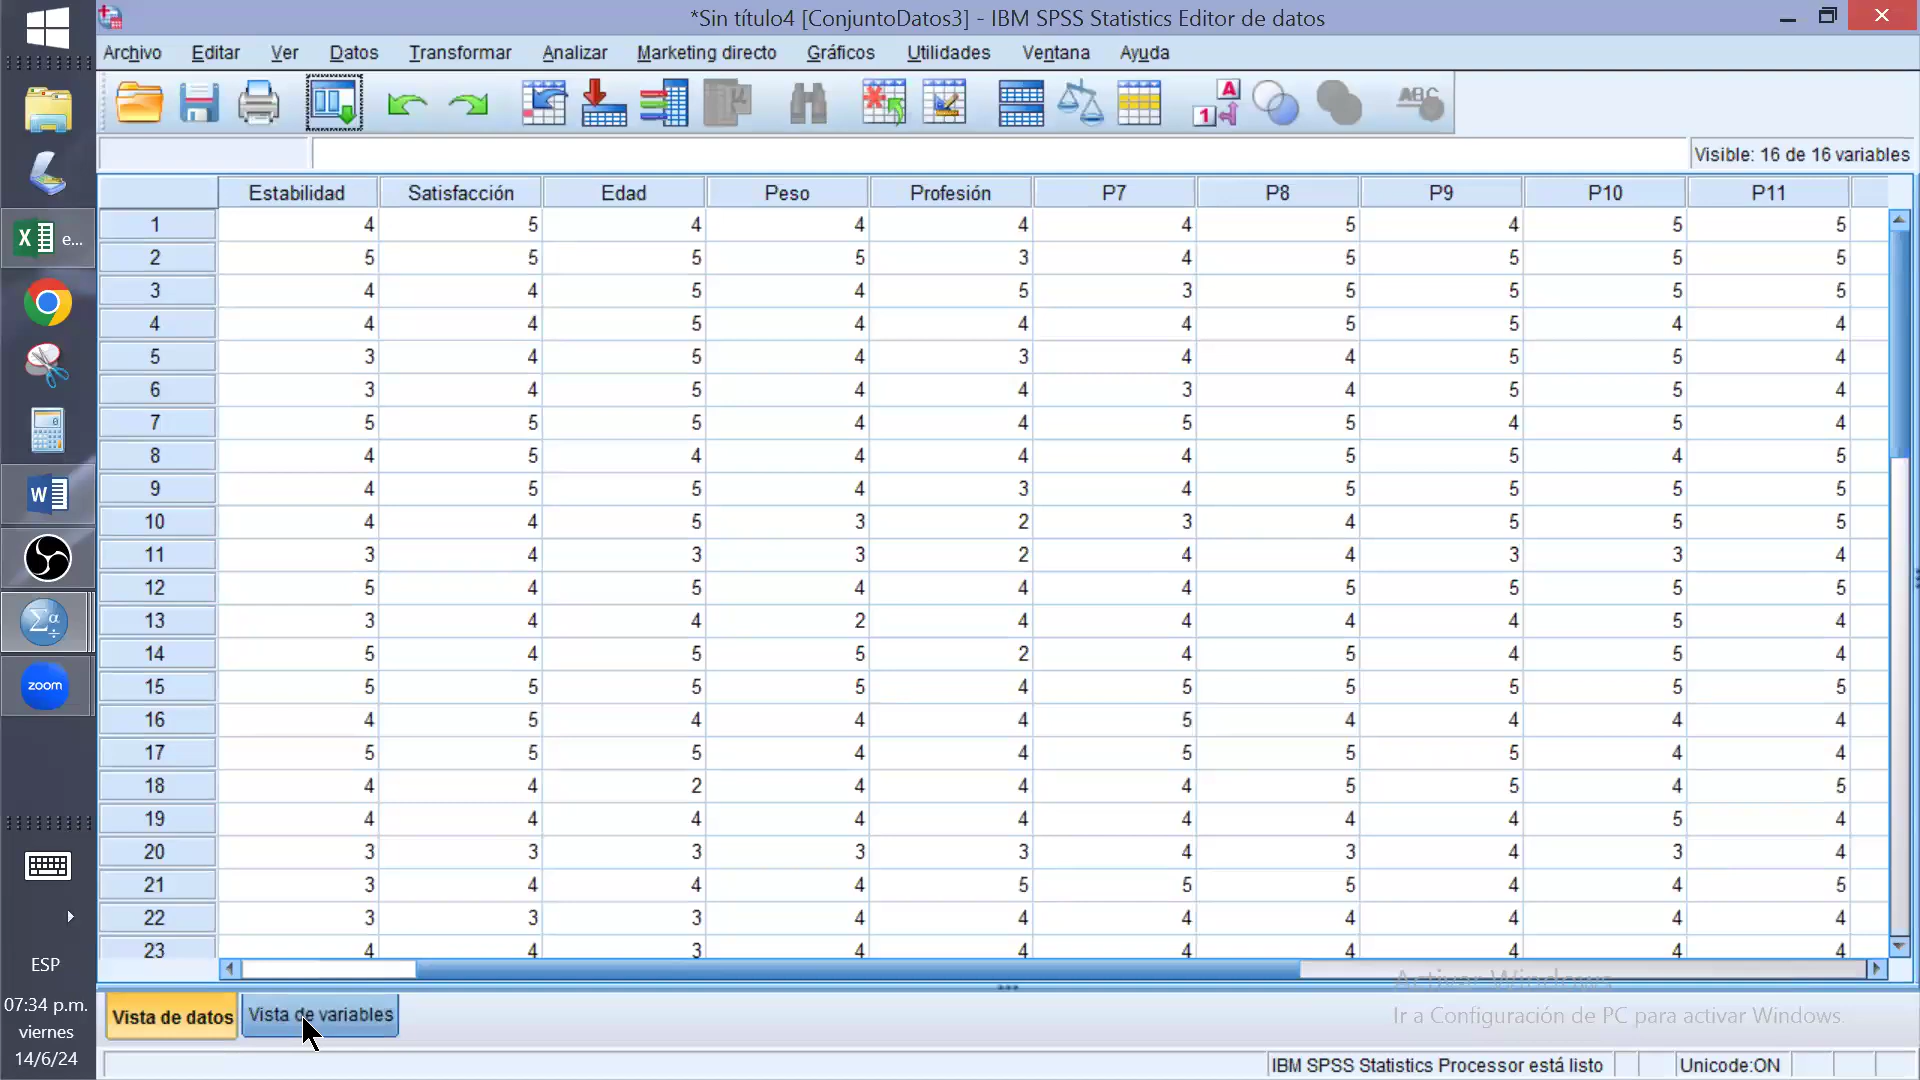 *Sin título4 [ConjuntoDatos3] - IBM SPSS Statistics Editor de datos
Archivo Editar Ver Datos Transformar Analizar Marketing directo Gráficos Utilidades Ventana Ayuda
A
1
ABC
Visible: 16 de 16 variables
Estabilidad Satisfacción Edad Peso Profesión P7 P8 P9 P10 P11
1 4 5 4 4 4 4 5 4 5 5
2 5 5 5 5 3 4 5 5 5 5
3 4 4 5 4 5 3 5 5 5 5
4 4 4 5 4 4 4 5 5 4 4
5 3 4 5 4 3 4 4 5 5 4
6 3 4 5 4 4 3 4 5 5 4
7 5 5 5 4 4 5 5 4 5 4
8 4 5 4 4 4 4 5 5 4 5
9 4 5 5 4 3 4 5 5 5 5
10 4 4 5 3 2 3 4 5 5 5
11 3 4 3 3 2 4 4 3 3 4
12 5 4 5 4 4 4 5 5 5 5
13 3 4 4 2 4 4 4 4 5 4
14 5 4 5 5 2 4 5 4 5 4
15 5 5 5 5 4 5 5 5 5 5
16 4 5 4 4 4 5 4 4 4 4
17 5 5 5 4 4 5 5 5 4 4
18 4 4 2 4 4 4 5 5 4 5
19 4 4 4 4 4 4 4 4 5 4
20 3 3 3 3 3 4 3 4 3 4
21 3 4 4 4 5 5 5 4 4 5
22 3 3 3 4 4 4 4 4 4 4
23 4 4 3 4 4 4 4 4 4 4
Vista de datos Vista de variables
Activar Windows
Ir a Configuración de PC para activar Windows.
IBM SPSS Statistics Processor está listo Unicode:ON
e...
zoom
ESP
07:34 p.m.
viernes
14/6/24